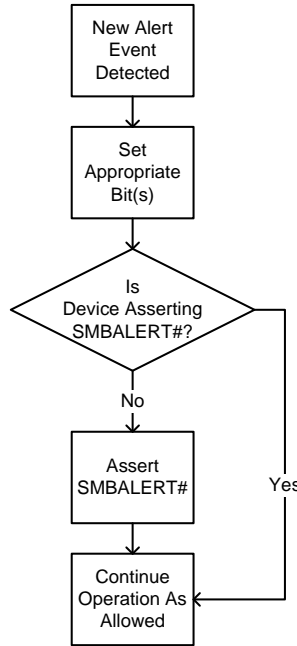 New Alert
Event
Detected
Set
Appropriate
Bit(s)
Is
Device Asserting
SMBALERT#?
No
Assert
SMBALERT#
Yes
Continue
Operation As
Allowed